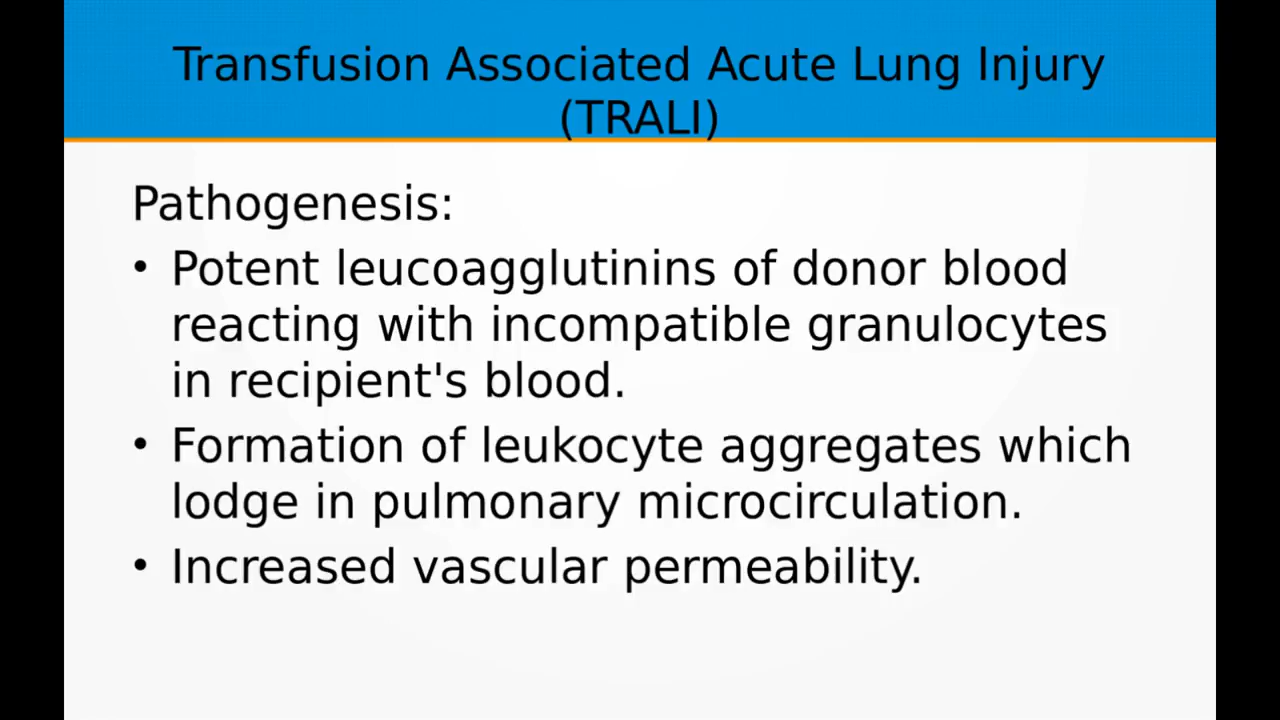 Transfusion Associated Acute Lung Injury
(TRALI)
Pathogenesis:
• Potent leucoagglutinins of donor blood
reacting with incompatible granulocytes
in recipient's blood.
• Formation of leukocyte aggregates which
lodge in pulmonary microcirculation.
• Increased vascular permeability.